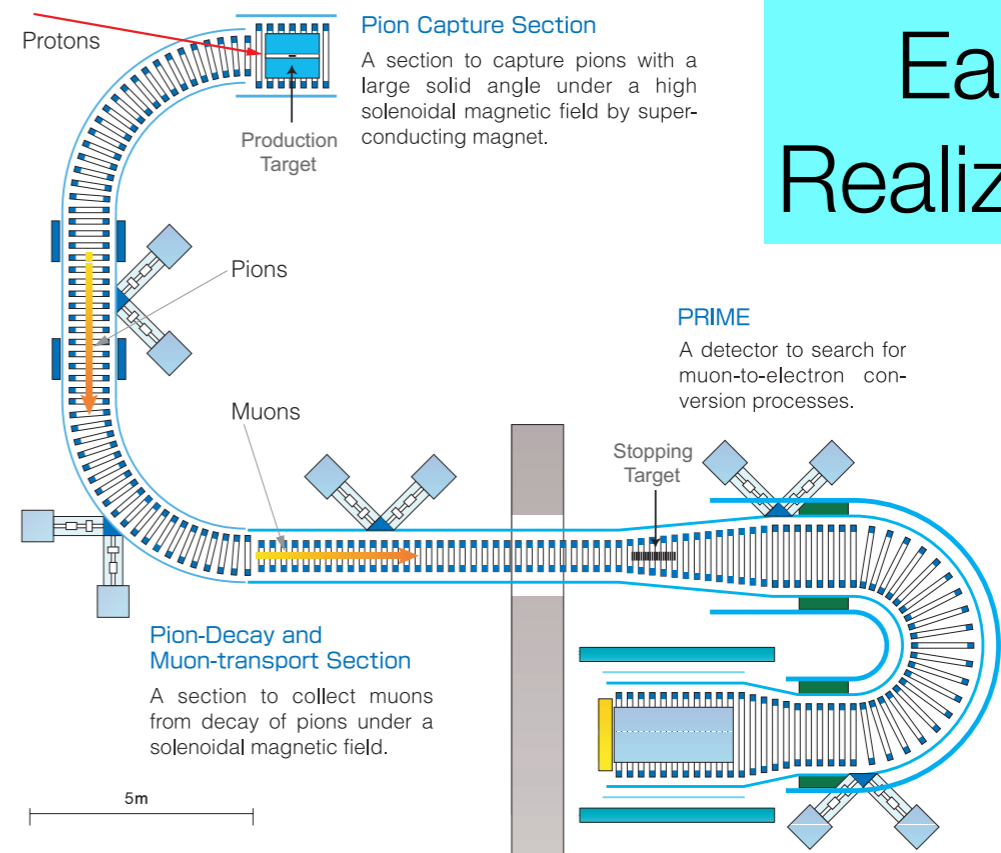 Protons
Pion Capture Section
A section to capture pions with a
large solid angle under a high
solenoidal magnetic field by super-
conducting magnet.
Production
Target
Ea
Realiz
Pions
PRIME
A detector to search for
muon-to-electron con-
version processes.
Muons
Stopping
Target
Pion-Decay and
Muon-transport Section
A section to collect muons
from decay of pions under a
solenoidal magnetic field.
5m